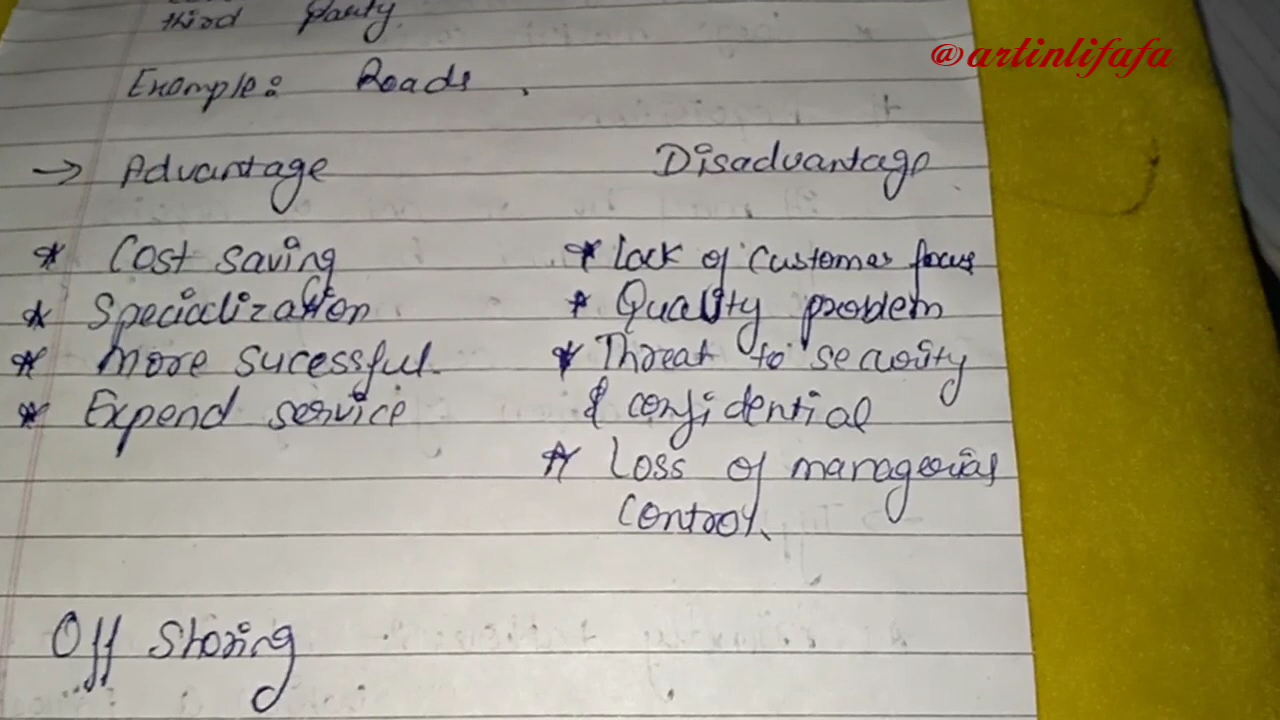 third Party.
@artinlifafa
Example: Roads.
→ Advantage Disadvantage
* Cost saving * Lack of Customer focus
* Specialization * Quality problem
* More sucessful * Threat to security
* Expend service & confidential
* Loss of managerial
Control.
Off Shoring